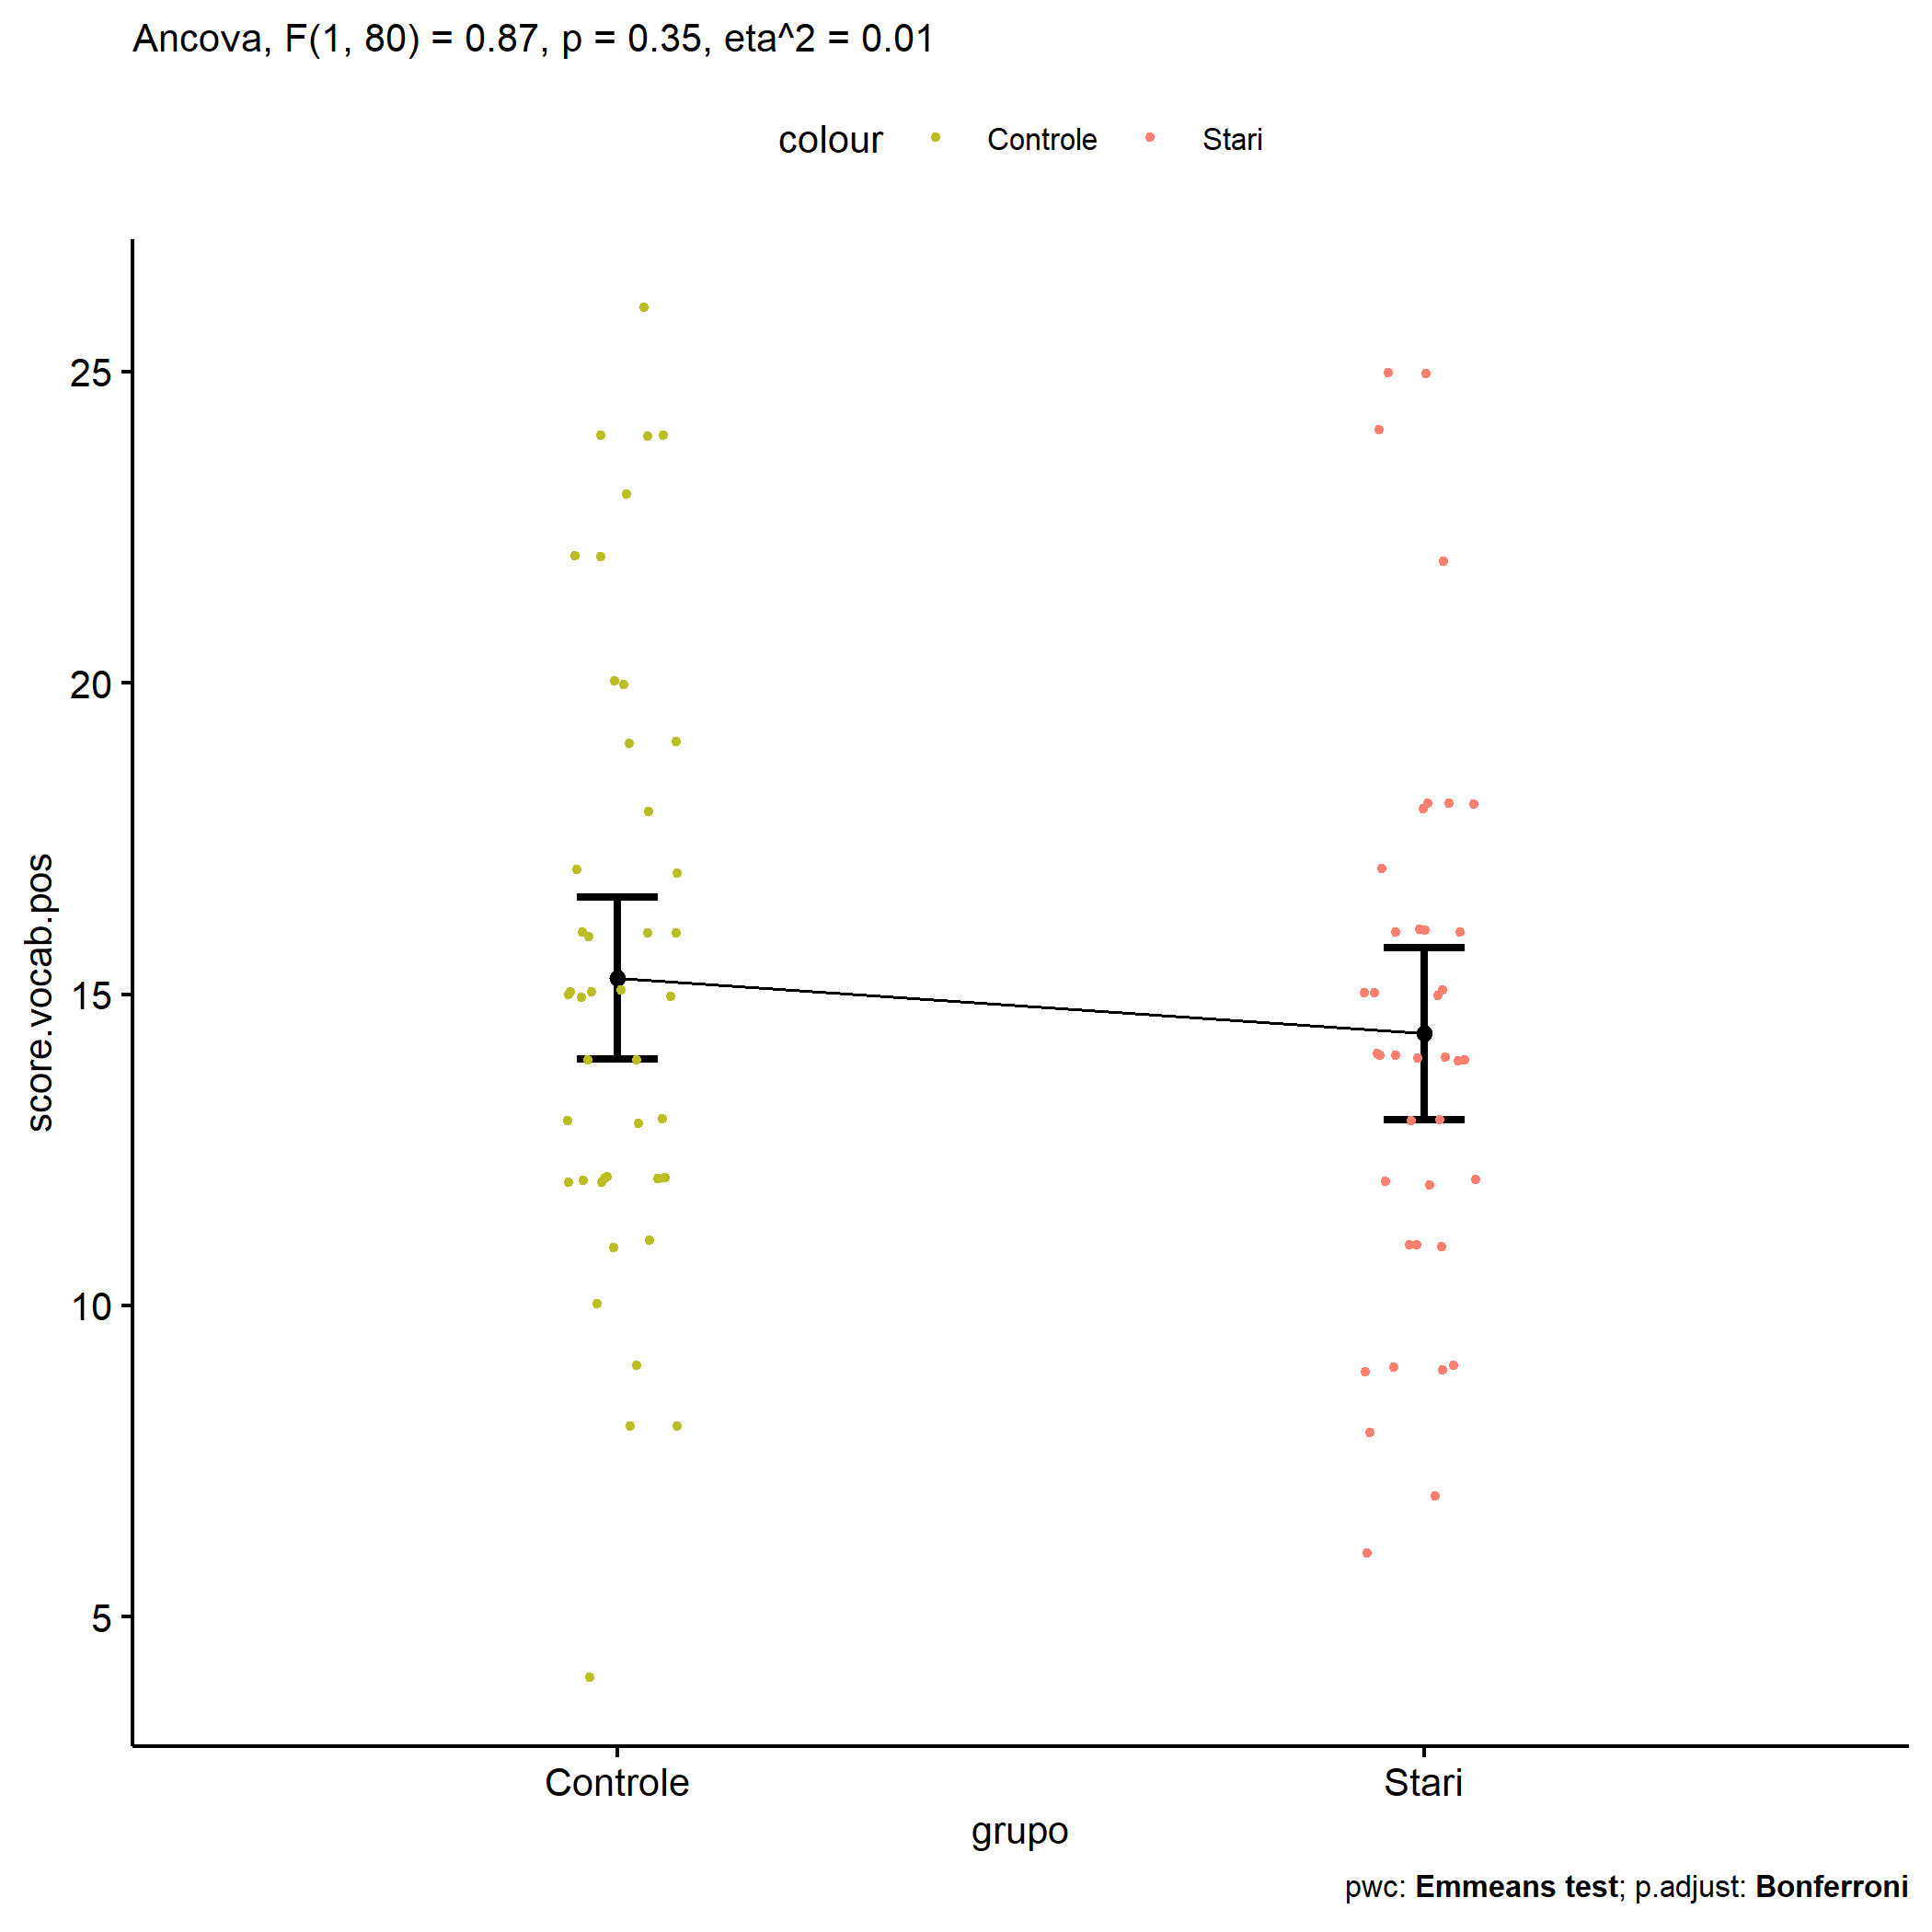 Ancova, F(1, 80) = 0.87, p = 0.35, eta^2 = 0.01
colour Controle Stari
25
20
15
10
5
score.vocab.pos
Controle Stari
grupo
pwc: Emmeans test; p.adjust: Bonferroni